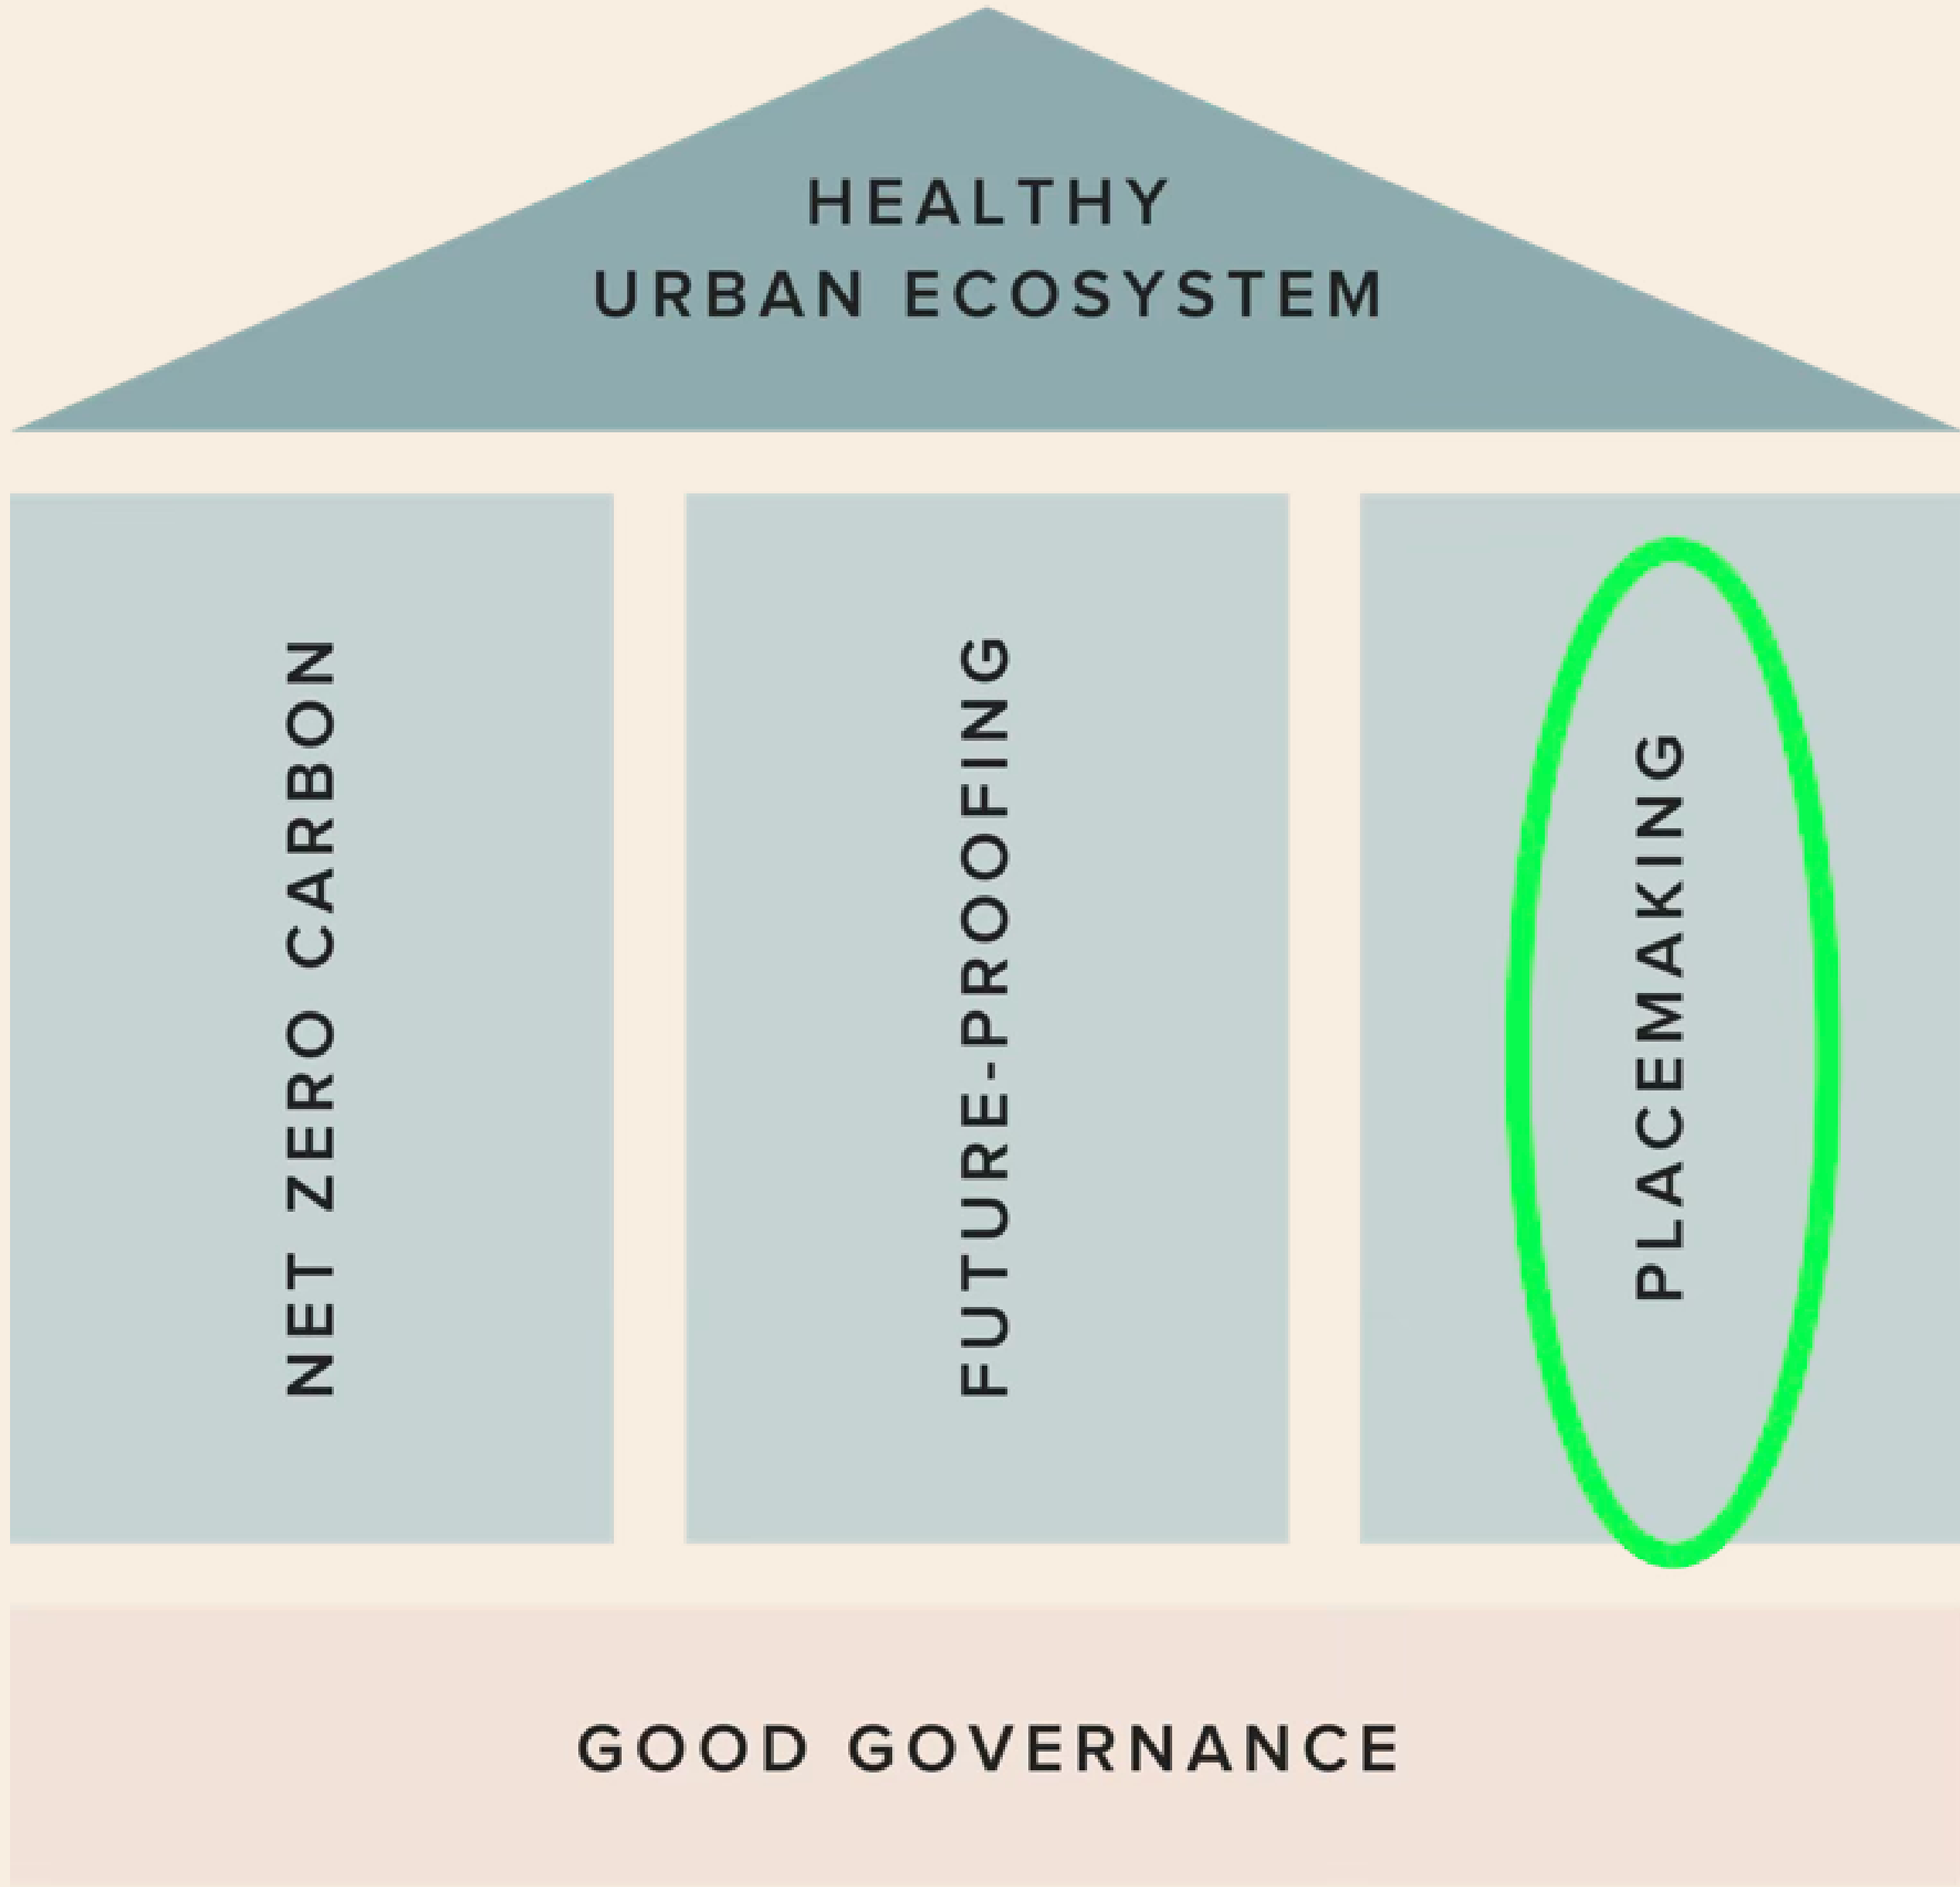 HEALTHY
URBAN ECOSYSTEM
NET ZERO CARBON
FUTURE-PROOFING
PLACEMAKING
GOOD GOVERNANCE